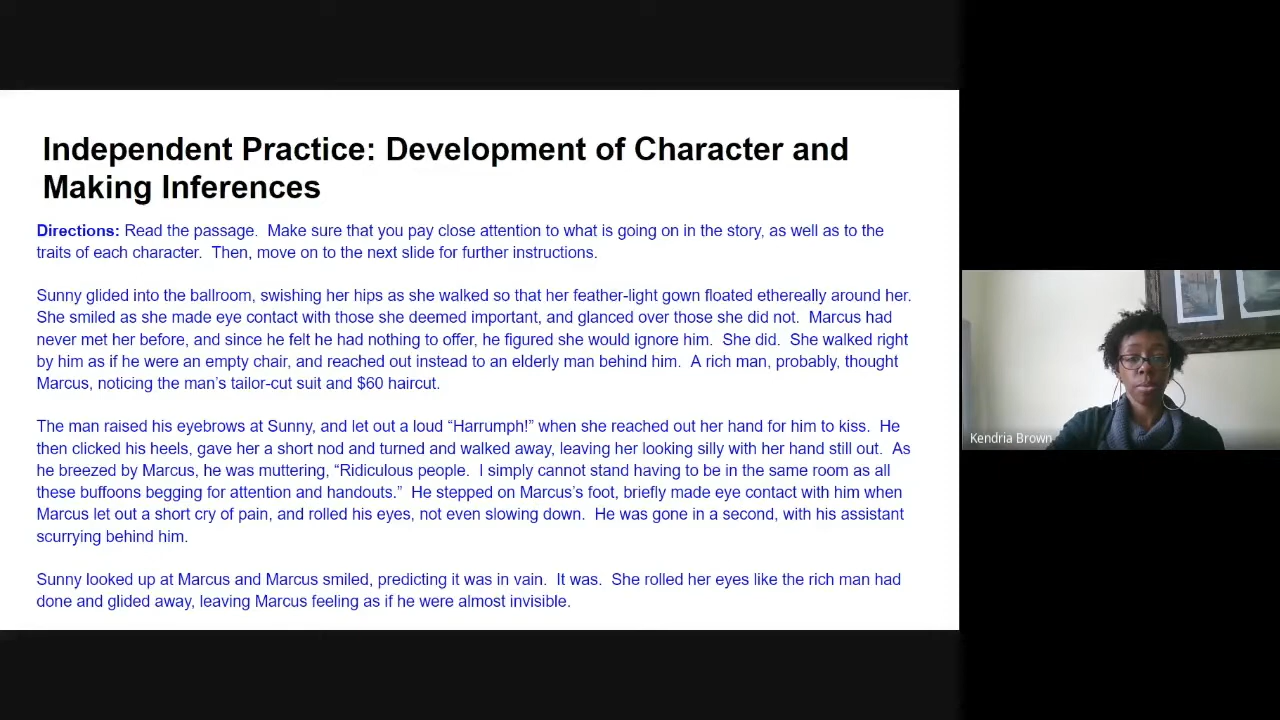 Independent Practice: Development of Character and
Making Inferences
Directions: Read the passage.  Make sure that you pay close attention to what is going on in the story, as well as to the
traits of each character.  Then, move on to the next slide for further instructions.
Sunny glided into the ballroom, swishing her hips as she walked so that her feather-light gown floated ethereally around her.
She smiled as she made eye contact with those she deemed important, and glanced over those she did not.  Marcus had
never met her before, and since he felt he had nothing to offer, he figured she would ignore him.  She did.  She walked right
by him as if he were an empty chair, and reached out instead to an elderly man behind him.  A rich man, probably, thought
Marcus, noticing the man's tailor-cut suit and $60 haircut.
The man raised his eyebrows at Sunny, and let out a loud “Harrumph!” when she reached out her hand for him to kiss.  He
then clicked his heels, gave her a short nod and turned and walked away, leaving her looking silly with her hand still out.  As
he breezed by Marcus, he was muttering, “Ridiculous people.  I simply cannot stand having to be in the same room as all
these buffoons begging for attention and handouts.”  He stepped on Marcus’s foot, briefly made eye contact with him when
Marcus let out a short cry of pain, and rolled his eyes, not even slowing down.  He was gone in a second, with his assistant
scurrying behind him.
Sunny looked up at Marcus and Marcus smiled, predicting it was in vain.  It was.  She rolled her eyes like the rich man had
done and glided away, leaving Marcus feeling as if he were almost invisible.
Kendria Brown